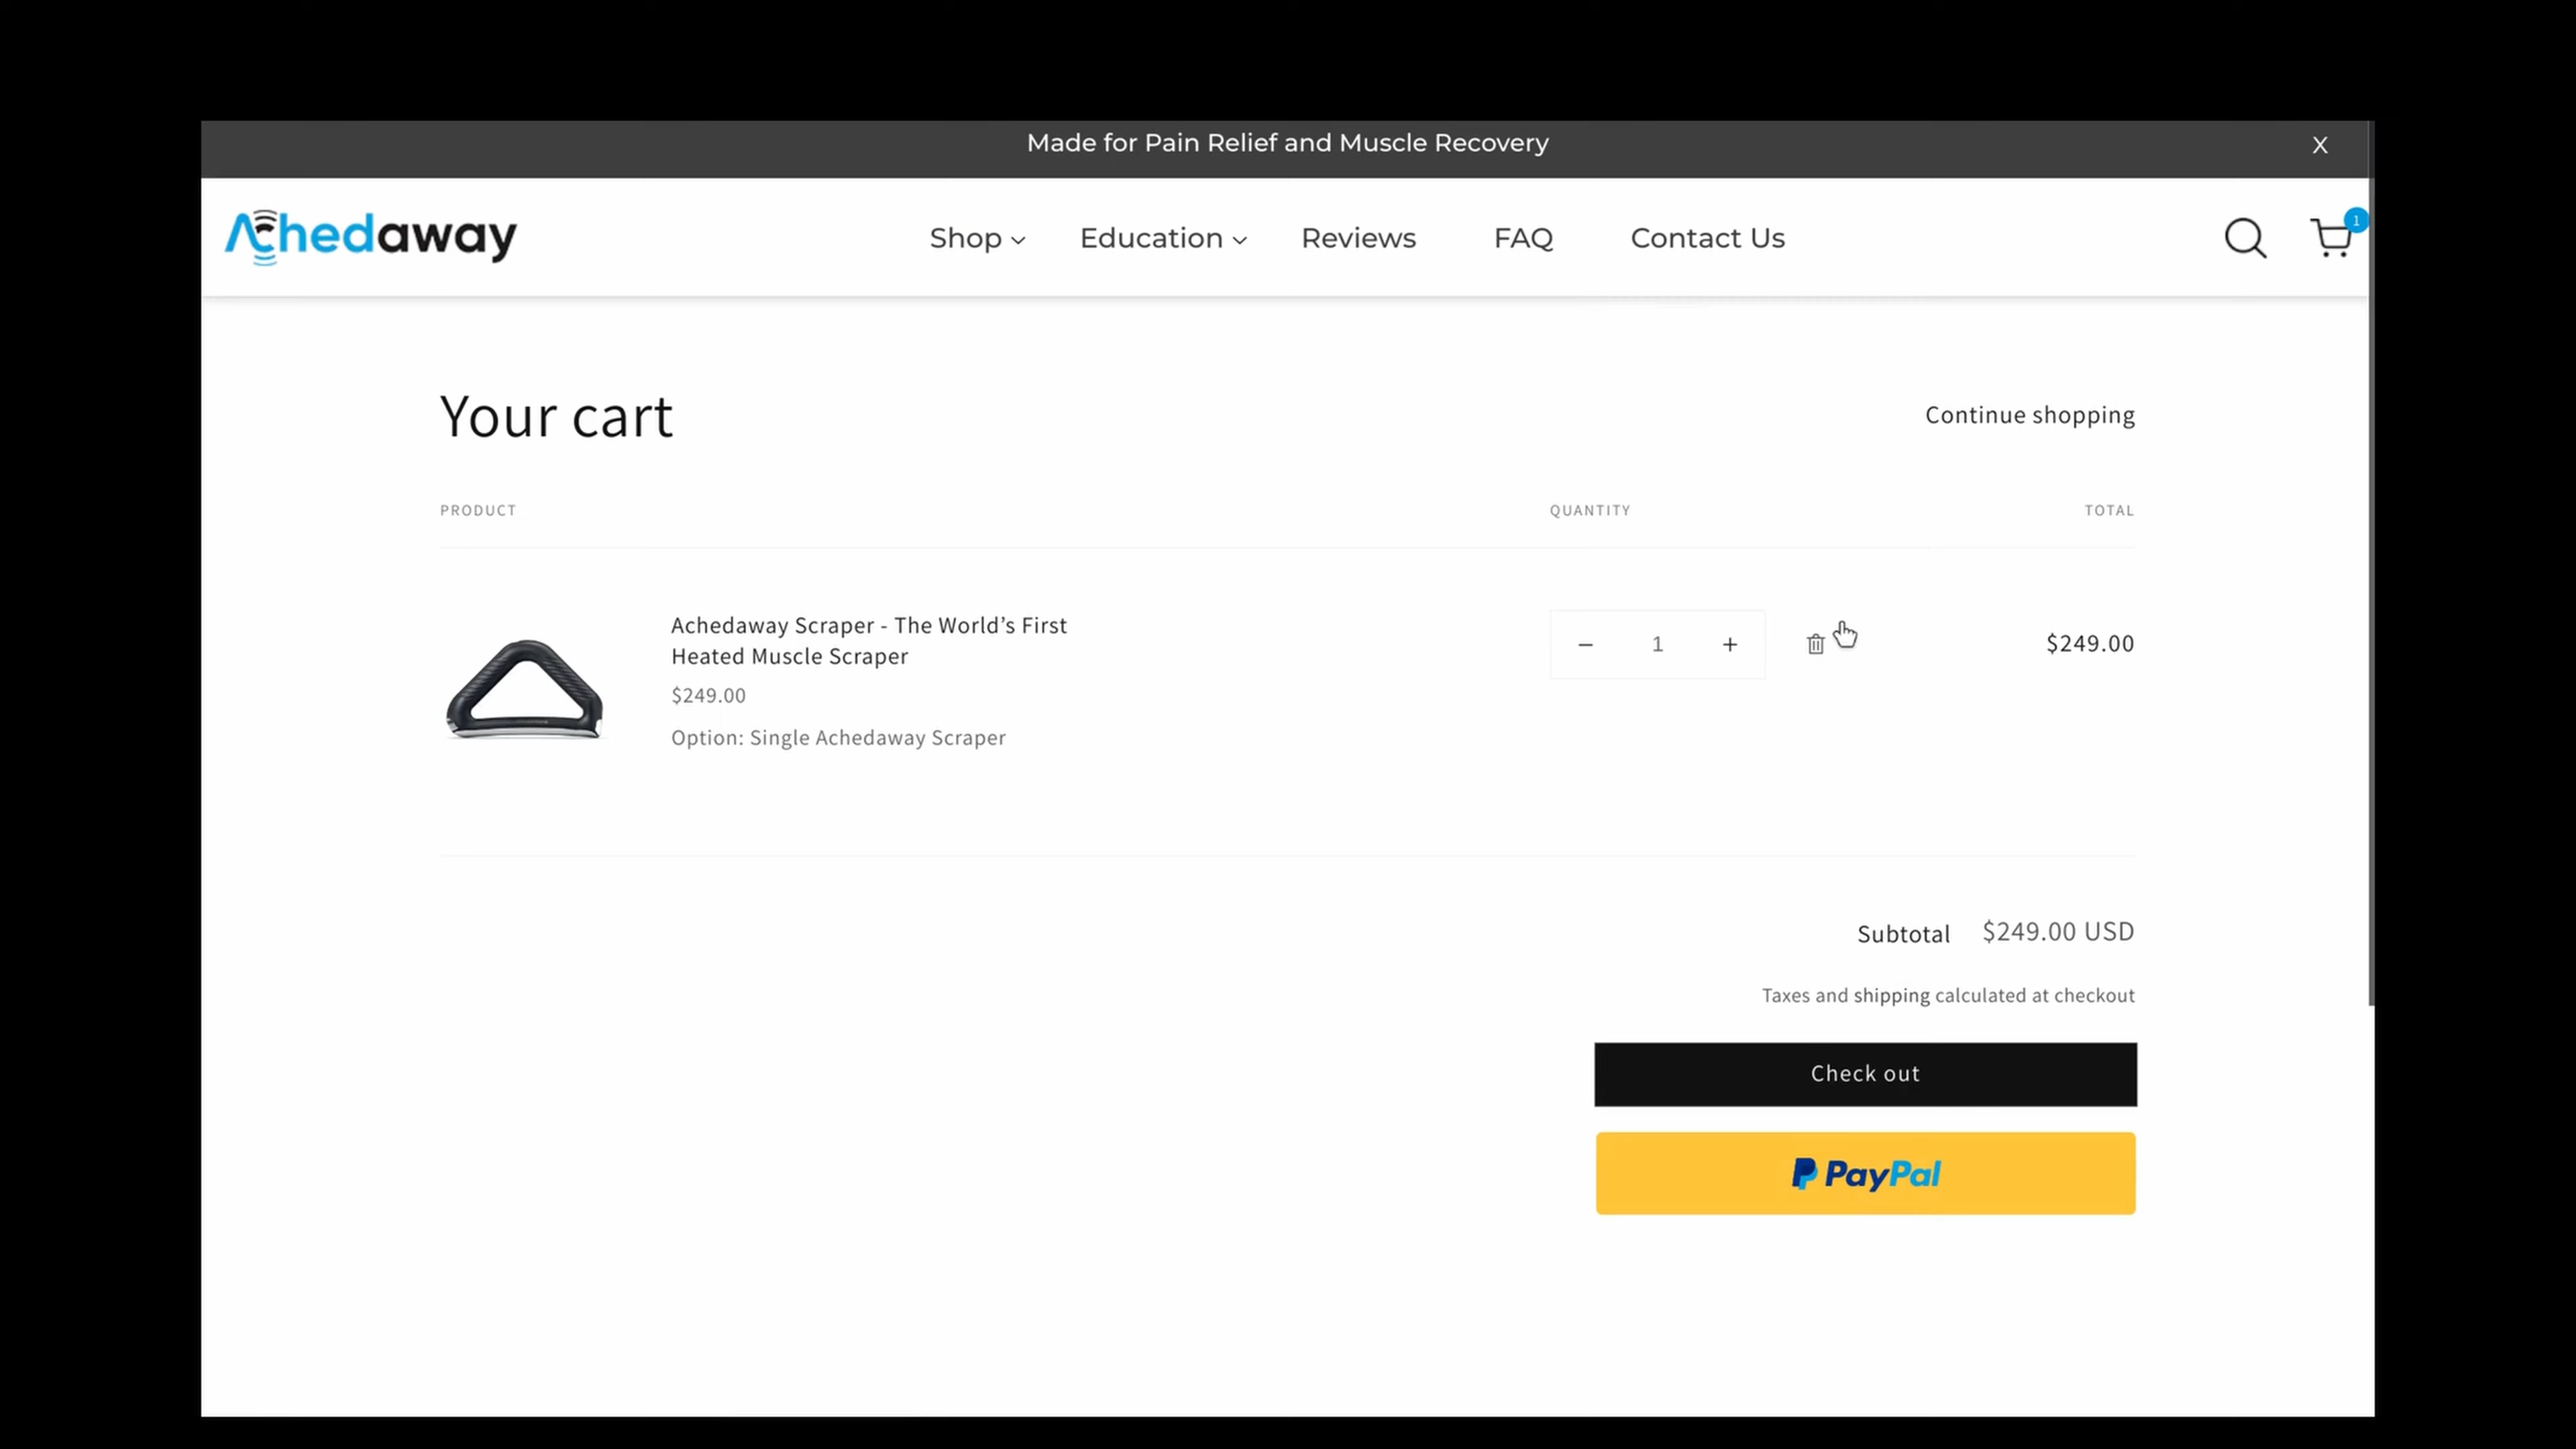 Made for Pain Relief and Muscle Recovery X
Achedaway
Shop Education Reviews FAQ Contact Us
1
Your cart
Continue shopping
PRODUCT QUANTITY TOTAL
Achedaway Scraper - The World’s First
Heated Muscle Scraper
$249.00
Option: Single Achedaway Scraper
− 1 +
$249.00
Subtotal $249.00 USD
Taxes and shipping calculated at checkout
Check out
PayPal